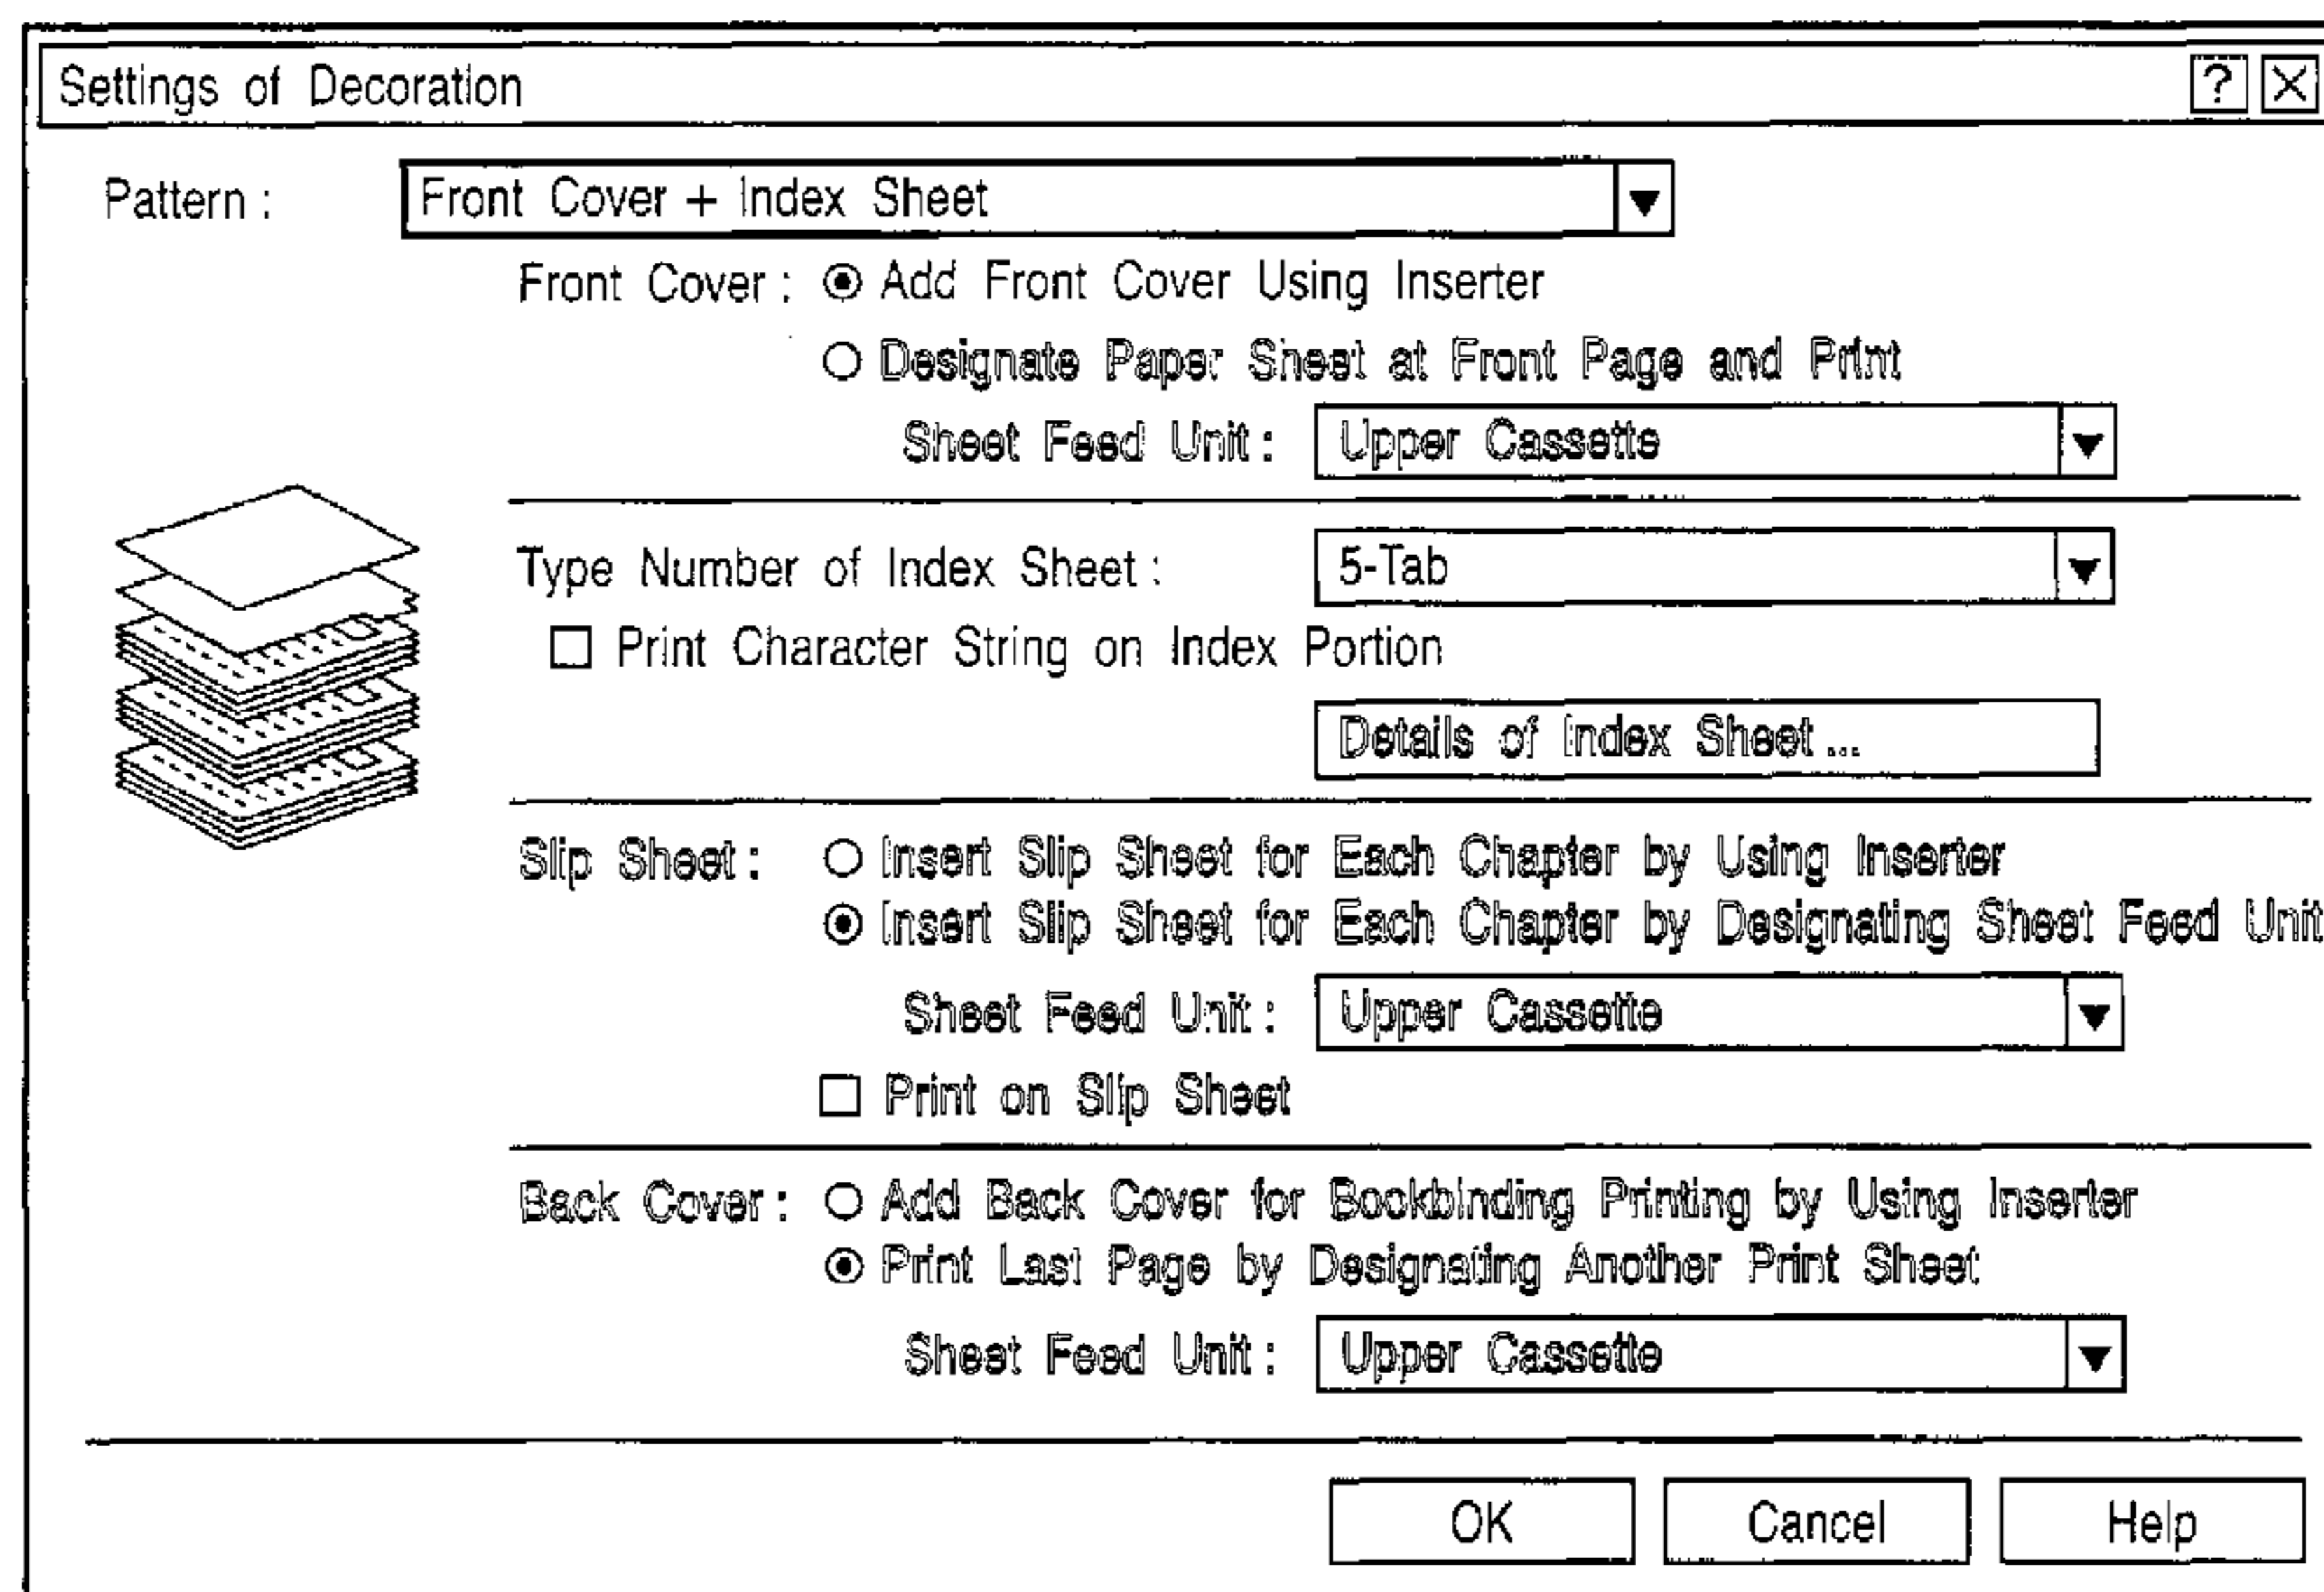 Settings of Decoration ?
Pattern : Front Cover + Index Sheet
Front Cover : Add Front Cover Using Inserter
Designate Paper Sheet at Front Page and Print
Sheet Feed Unit : Upper Cassette
Type Number of Index Sheet : 5-Tab
Print Character String on Index Portion
Details of Index Sheet ...
Slip Sheet : Insert Slip Sheet for Each Chapter by Using Inserter
Insert Slip Sheet for Each Chapter by Designating Sheet Feed Unit
Sheet Feed Unit : Upper Cassette
Print on Slip Sheet
Back Cover : Add Back Cover for Bookbinding Printing by Using Inserter
Print Last Page by Designating Another Print Sheet
Sheet Feed Unit : Upper Cassette
OK Cancel Help